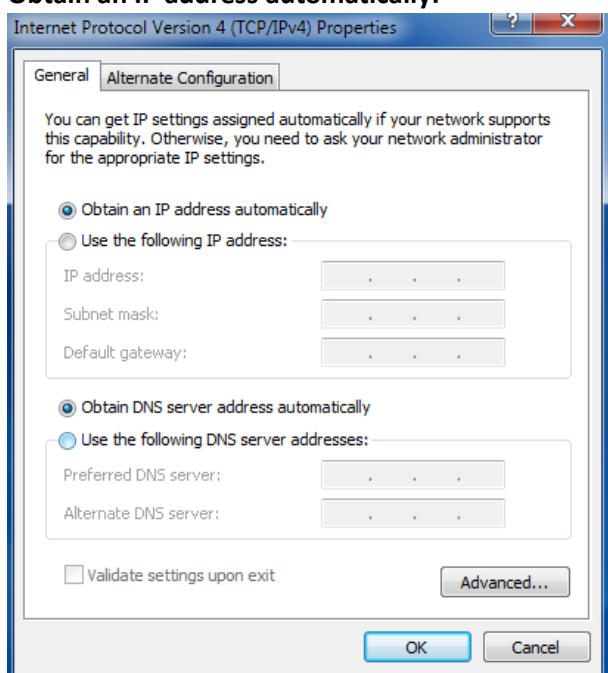 Obtain an IP address automatically.
Internet Protocol Version 4 (TCP/IPv4) Properties
?
X
General
Alternate Configuration
You can get IP settings assigned automatically if your network supports
this capability. Otherwise, you need to ask your network administrator
for the appropriate IP settings.
Obtain an IP address automatically
Use the following IP address:
IP address:
. . .
Subnet mask:
. . .
Default gateway:
. . .
Obtain DNS server address automatically
Use the following DNS server addresses:
Preferred DNS server:
. . .
Alternate DNS server:
. . .
Validate settings upon exit
Advanced...
OK
Cancel